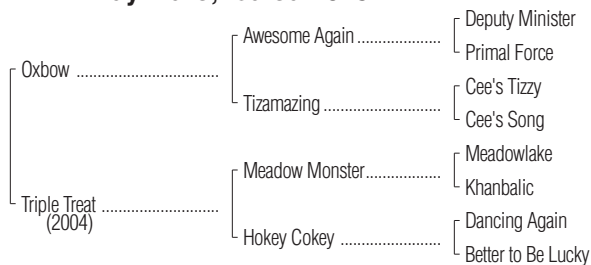 Oxbow
Triple Treat
(2004)
Awesome Again
Tizamazing
Meadow Monster
Hokey Cokey
Deputy Minister
Primal Force
Cee's Tizzy
Cee's Song
Meadowlake
Khanbalic
Dancing Again
Better to Be Lucky